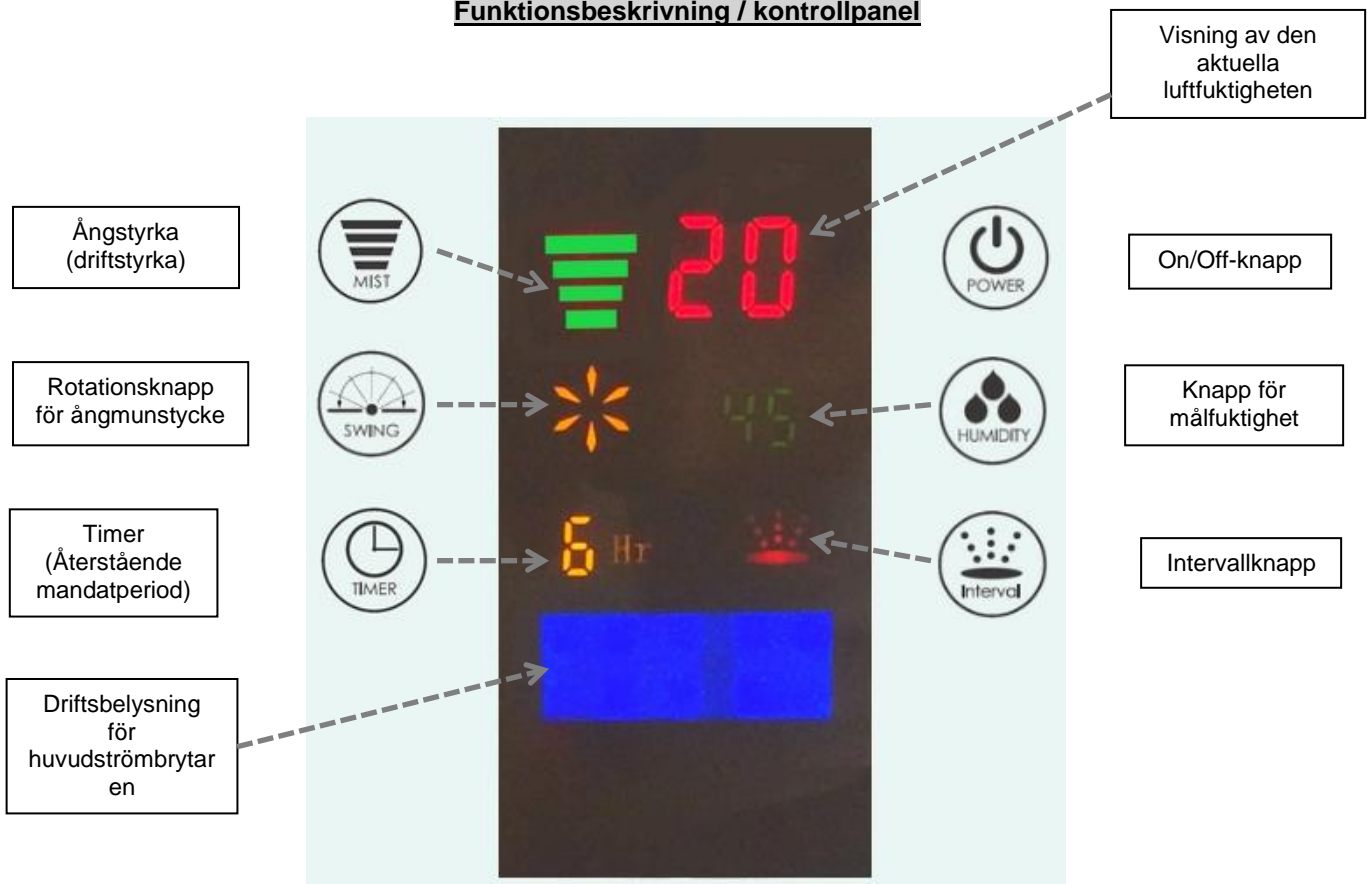 Funktionsbeskrivning / kontrollpanel
Visning av den
aktuella
luftfuktigheten
Ångstyrka
(driftstyrka)
MIST
20
POWER
On/Off-knapp
Rotationsknapp
för ångmunstycke
SWING
45
HUMIDITY
Knapp för
målfuktighet
Timer
(Återstående
mandatperiod)
TIMER
6 Hr
Interval
Intervallknapp
Driftsbelysning
för
huvudströmbrytar
en